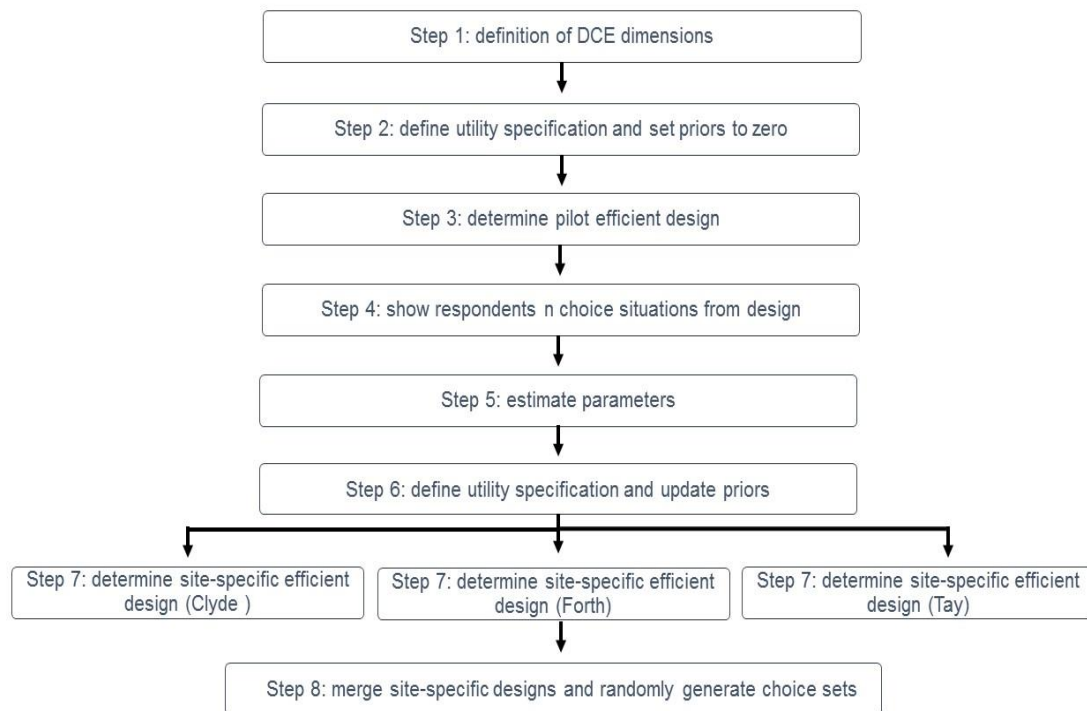 Step 1: definition of DCE dimensions
Step 2: define utility specification and set priors to zero
Step 3: determine pilot efficient design
Step 4: show respondents n choice situations from design
Step 5: estimate parameters
Step 6: define utility specification and update priors
Step 7: determine site-specific efficient
design (Clyde )
Step 7: determine site-specific efficient
design (Forth)
Step 7: determine site-specific efficient
design (Tay)
Step 8: merge site-specific designs and randomly generate choice sets